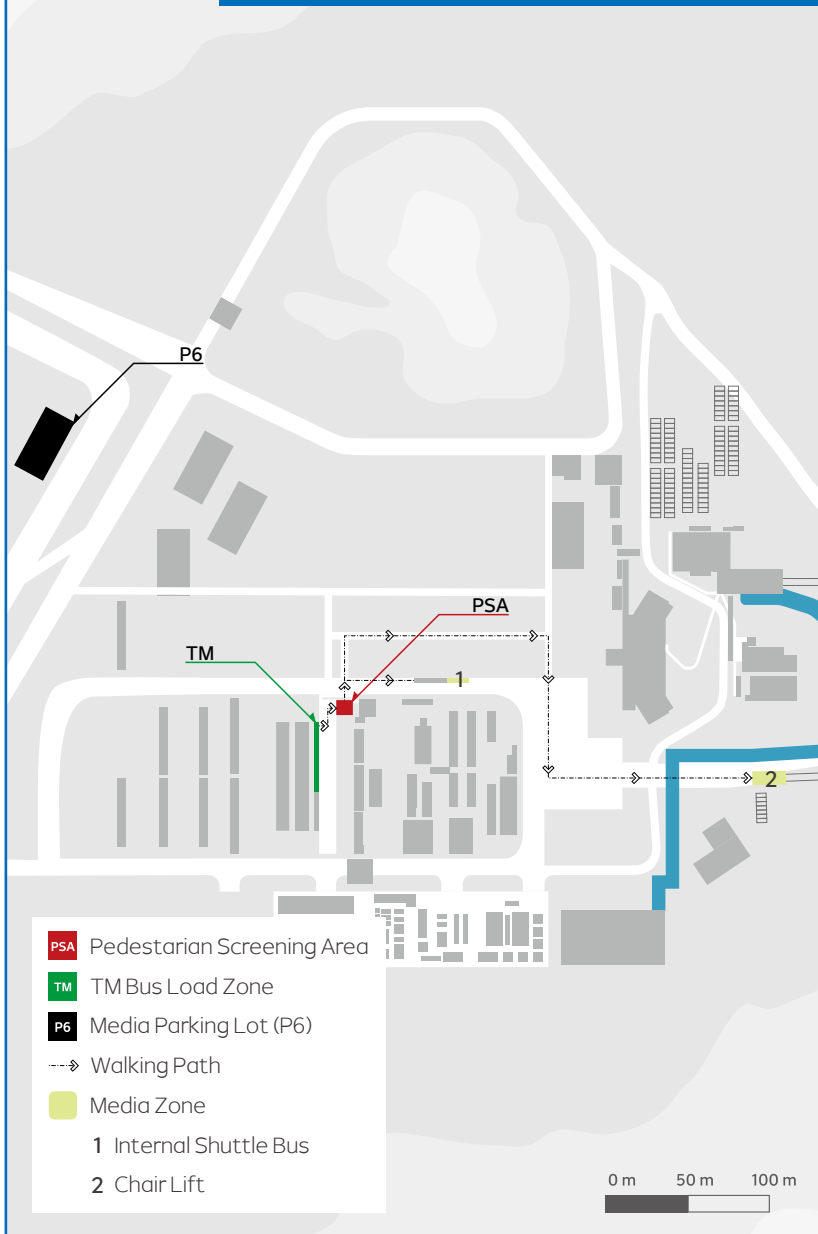 P6
PSA
TM
1
2
PSA Pedestarian Screening Area
TM TM Bus Load Zone
P6 Media Parking Lot (P6)
Walking Path
Media Zone
1 Internal Shuttle Bus
2 Chair Lift
0 m 50 m 100 m